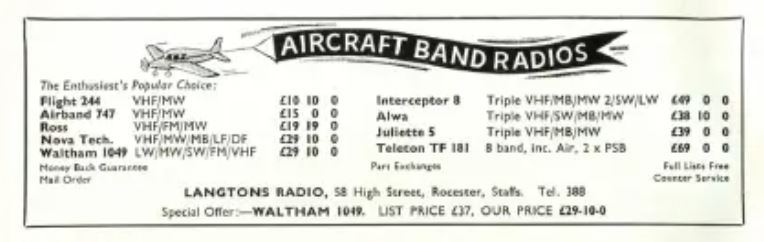 AIRCRAFT BAND RADIOS
The Enthusiast's Popular Choice:
Flight 244 VHF/MW £10 10 0
Airband 747 VHF/MW £15 0 0
Ross VHF/FM/MW £19 19 0
Nova Tech. VHF/MW/MB/LF/DF £29 10 0
Waltham 1049 LW/MW/SW/FM/VHF £29 10 0
Money Back Guarantee
Mail Order
Interceptor 8 Triple VHF/MB/MW 2/SW/LW £49 0 0
Aiwa Triple VHF/SW/MB/MW £38 10 0
Juliette 5 Triple VHF/MB/MW £39 0 0
Teleton TF 181 8 band, inc. Air, 2 x PSB £69 0 0
Part Exchanges
Full Lists Free
Counter Service
LANGTONS RADIO, 58 High Street, Rocester, Staffs. Tel. 388
Special Offer:—WALTHAM 1049. LIST PRICE £37, OUR PRICE £29-10-0